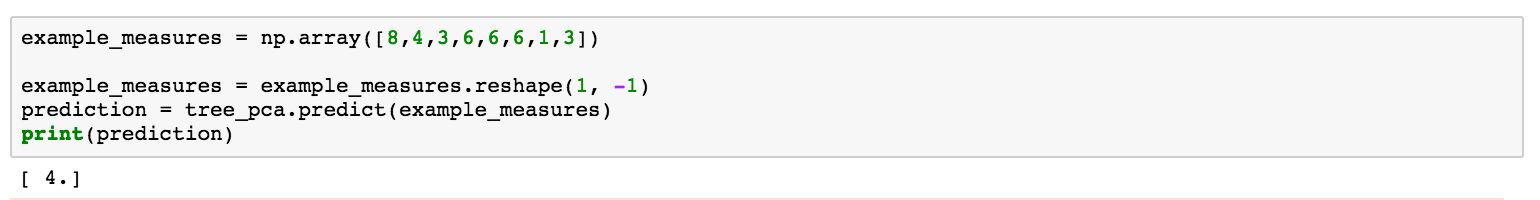 example_measures = np.array([8,4,3,6,6,6,1,3])
example_measures = example_measures.reshape(1, -1)
prediction = tree_pca.predict(example_measures)
print(prediction)
[ 4.]